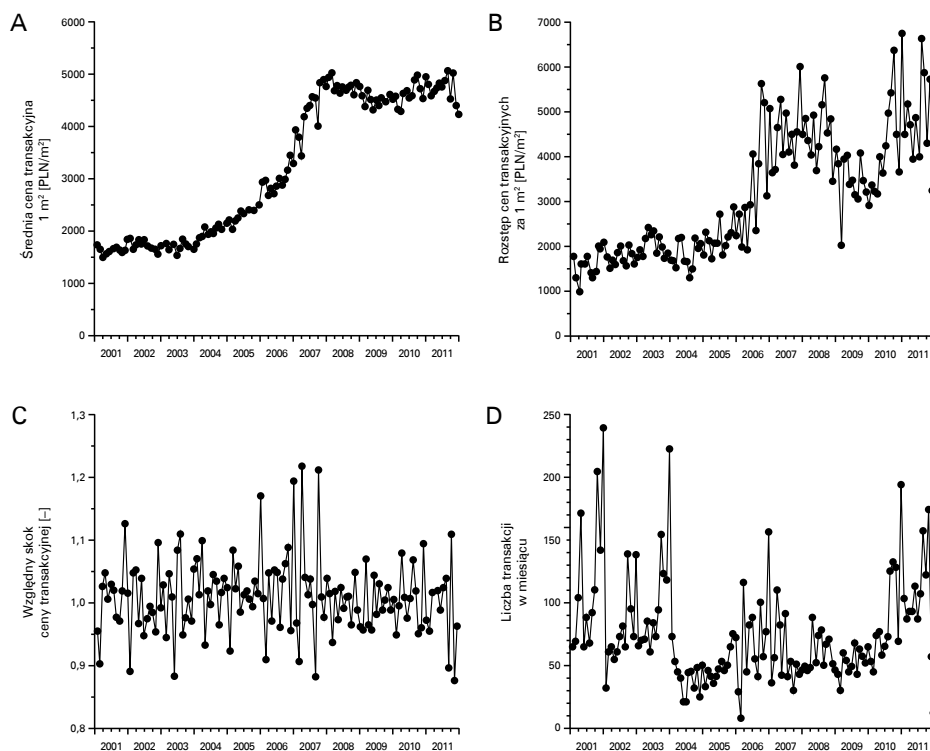 A
Średnia cena transakcyjna
1 m² [PLN/m²]
6000
5000
4000
3000
2000
1000
0
2001 2002 2003 2004 2005 2006 2007 2008 2009 2010 2011
B
Rozstęp cen transakcyjnych
za 1 m² [PLN/m²]
7000
6000
5000
4000
3000
2000
1000
0
2001 2002 2003 2004 2005 2006 2007 2008 2009 2010 2011
C
Względny skok
ceny transakcyjnej [–]
1,3
1,2
1,1
1,0
0,9
0,8
2001 2002 2003 2004 2005 2006 2007 2008 2009 2010 2011
D
Liczba transakcji
w miesiącu
250
200
150
100
50
0
2001 2002 2003 2004 2005 2006 2007 2008 2009 2010 2011